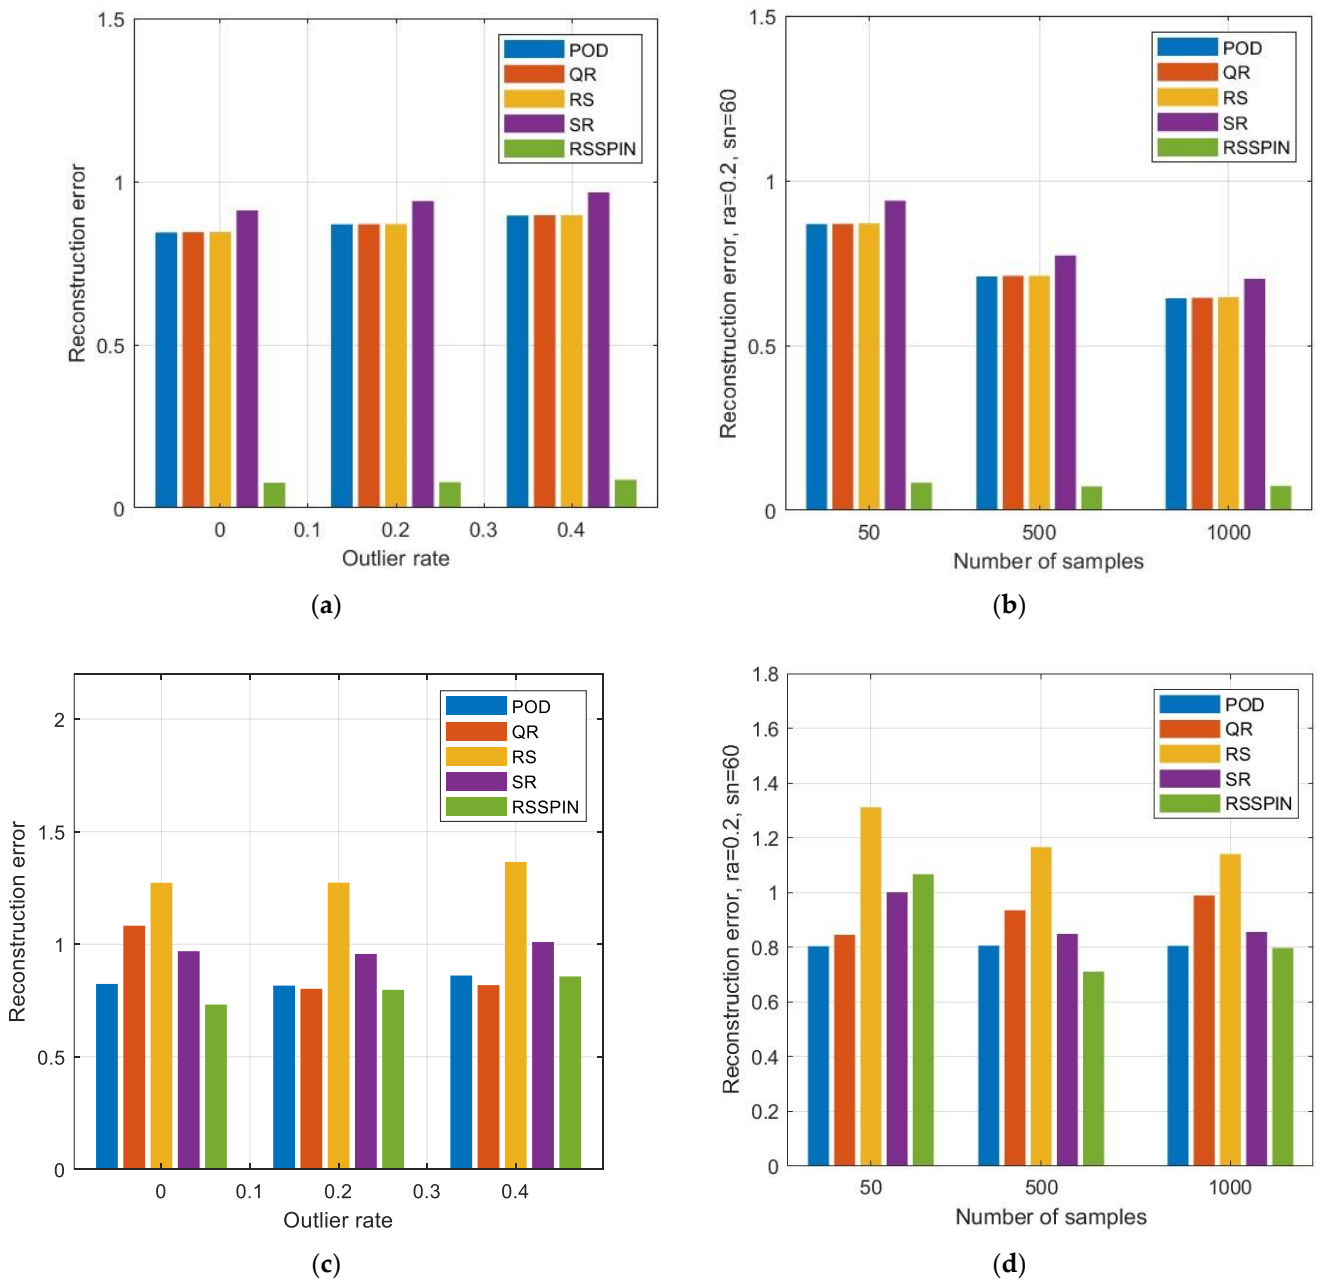 1.5
1
0.5
0
Reconstruction error
POD
QR
RS
SR
RSSPIN
0 0.1 0.2 0.3 0.4
Outlier rate
(a)
1.5
1
0.5
0
Reconstruction error, ra=0.2, sn=60
POD
QR
RS
SR
RSSPIN
50 500 1000
Number of samples
(b)
2
1.5
1
0.5
0
Reconstruction error
POD
QR
RS
SR
RSSPIN
0 0.1 0.2 0.3 0.4
Outlier rate
(c)
1.8
1.6
1.4
1.2
1
0.8
0.6
0.4
0.2
0
Reconstruction error, ra=0.2, sn=60
POD
QR
RS
SR
RSSPIN
50 500 1000
Number of samples
(d)